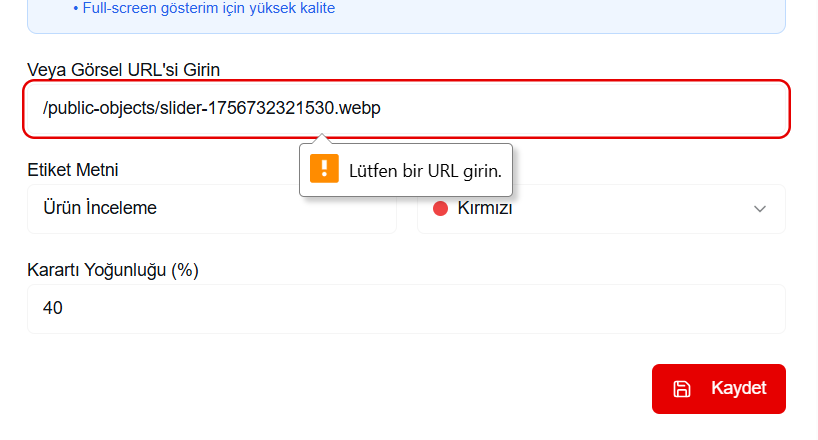 • Full-screen gösterim için yüksek kalite
Veya Görsel URL'si Girin
/public-objects/slider-1756732321530.webp
Lütfen bir URL girin.
Etiket Metni
Ürün İnceleme
Kırmızı
Karartı Yoğunluğu (%)
40
Kaydet